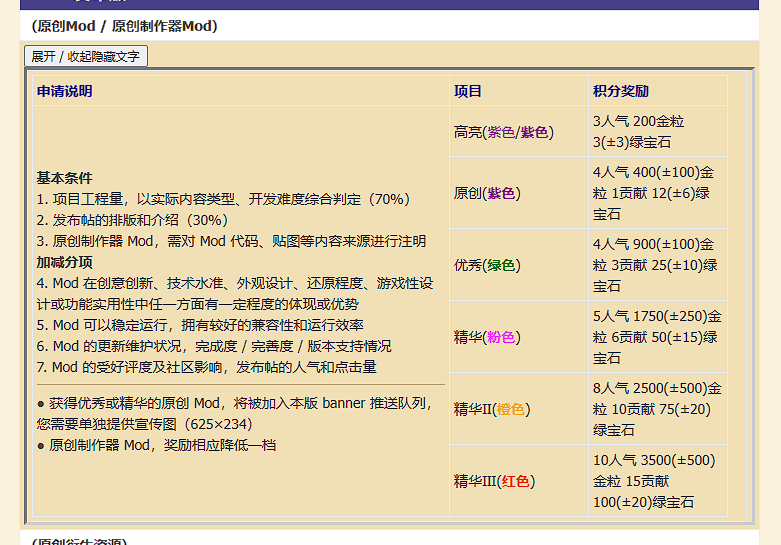 (原创Mod / 原创制作器Mod)
展开 / 收起隐藏文字
申请说明
项目
积分奖励
基本条件
1. 项目工程量，以实际内容类型、开发难度综合判定（70%）
2. 发布帖的排版和介绍（30%）
3. 原创制作器 Mod，需对 Mod 代码、贴图等内容来源进行注明
加减分项
4. Mod 在创意创新、技术水准、外观设计、还原程度、游戏性设
计或功能实用性中任一方面有一定程度的体现或优势
5. Mod 可以稳定运行，拥有较好的兼容性和运行效率
6. Mod 的更新维护状况，完成度 / 完善度 / 版本支持情况
7. Mod 的受好评度及社区影响，发布帖的人气和点击量
● 获得优秀或精华的原创 Mod，将被加入本版 banner 推送队列，
您需要单独提供宣传图（625×234）
● 原创制作器 Mod，奖励相应降低一档
高亮(紫色/紫色)
3人气 200金粒
3(±3)绿宝石
原创(紫色)
4人气 400(±100)金
粒 1贡献 12(±6)绿
宝石
优秀(绿色)
4人气 900(±100)金
粒 3贡献 25(±10)绿
宝石
精华(粉色)
5人气 1750(±250)金
粒 6贡献 50(±15)绿
宝石
精华II(橙色)
8人气 2500(±500)金
粒 10贡献 75(±20)
绿宝石
精华III(红色)
10人气 3500(±500)
金粒 15贡献
100(±20)绿宝石
(原创衍生资源)